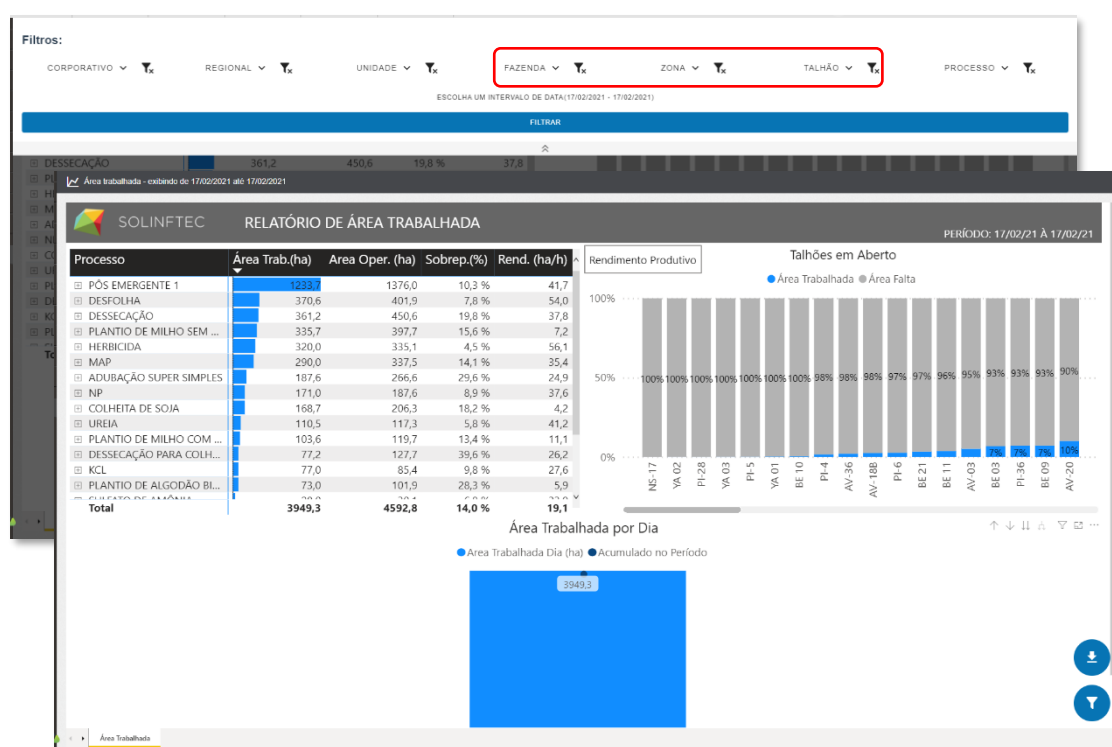 Filtros:
CORPORATIVO REGIONAL UNIDADE FAZENDA ZONA TALHÃO PROCESSO
ESCOLHA UM INTERVALO DE DATA(17/02/2021 - 17/02/2021)
FILTRAR
DESSECAÇÃO 361,2 450,6 19,8 % 37,8
Área trabalhada - exibindo de 17/02/2021 até 17/02/2021
SOLINFTEC RELATÓRIO DE ÁREA TRABALHADA
PERÍODO: 17/02/21 À 17/02/21
Processo Área Trab.(ha) Area Oper. (ha) Sobrep.(%) Rend. (ha/h)
PÓS EMERGENTE 1 1233,7 1376,0 10,3 % 41,7
DESFOLHA 370,6 401,9 7,8 % 54,0
DESSECAÇÃO 361,2 450,6 19,8 % 37,8
PLANTIO DE MILHO SEM ... 335,7 397,7 15,6 % 7,2
HERBICIDA 320,0 335,1 4,5 % 56,1
MAP 290,0 337,5 14,1 % 35,4
ADUBAÇÃO SUPER SIMPLES 187,6 266,6 29,6 % 24,9
NP 171,0 187,6 8,9 % 37,6
COLHEITA DE SOJA 168,7 206,3 18,2 % 4,2
UREIA 110,5 117,3 5,8 % 41,2
PLANTIO DE MILHO COM ... 103,6 119,7 13,4 % 11,1
DESSECAÇÃO PARA COLH... 77,2 127,7 39,6 % 26,2
KCL 77,0 85,4 9,8 % 27,6
PLANTIO DE ALGODÃO BI... 73,0 101,9 28,3 % 5,9
Total 3949,3 4592,8 14,0 % 19,1
Rendimento Produtivo
Talhões em Aberto
Área Trabalhada Área Falta
100%
50%
0%
100% 100% 100% 100% 100% 100% 100% 98% 98% 98% 97% 97% 96% 95% 93% 93% 93% 90%
7% 7% 7% 10%
NS-17 YA 02 PI-28 YA 03 PI-5 YA 01 BE 10 PI-4 AV-36 AV-18B PI-6 BE 21 BE 11 AV-03 BE 03 PI-36 BE 09 AV-20
Área Trabalhada por Dia
Area Trabalhada Dia (ha) Acumulado no Período
3949,3
Área Trabalhada